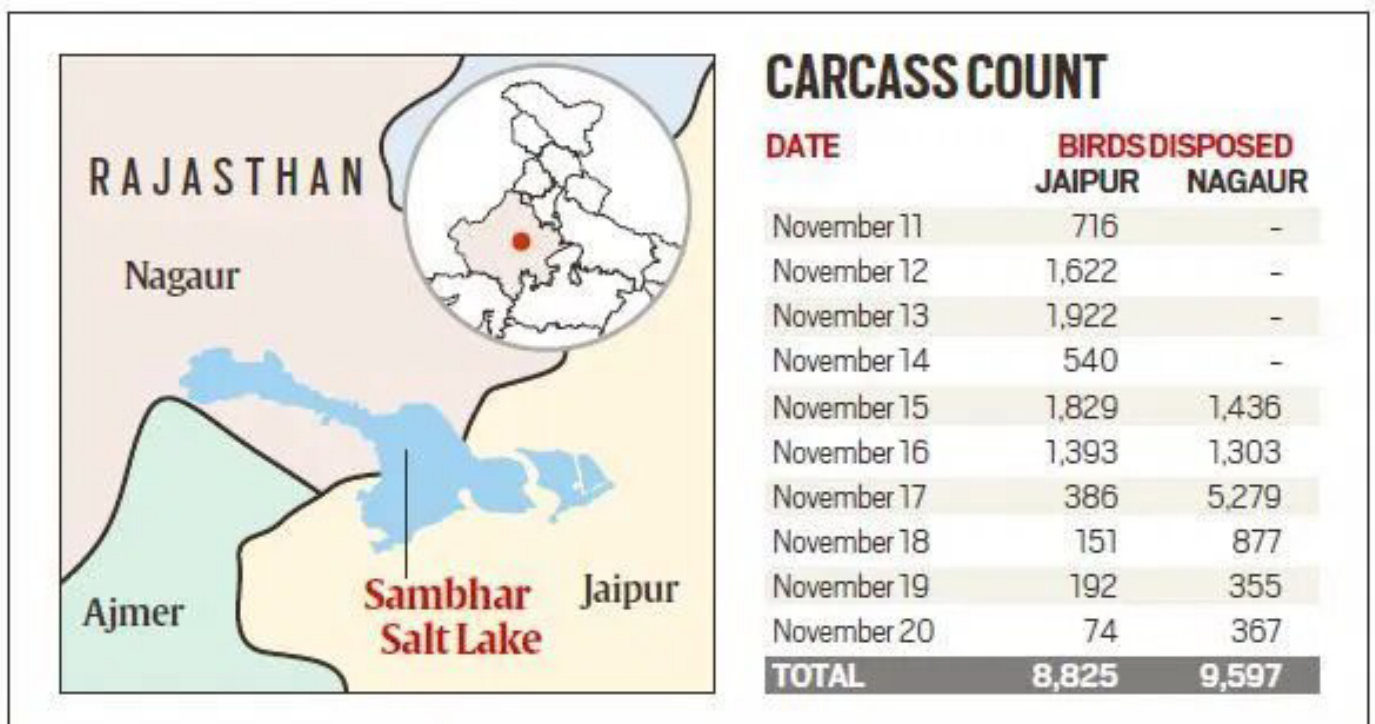 RAJASTHAN
Nagaur
Ajmer
Sambhar
Salt Lake
Jaipur
CARCASS COUNT
DATE BIRDS DISPOSED
JAIPUR NAGAUR
November 11 716 -
November 12 1,622 -
November 13 1,922 -
November 14 540 -
November 15 1,829 1,436
November 16 1,393 1,303
November 17 386 5,279
November 18 151 877
November 19 192 355
November 20 74 367
TOTAL 8,825 9,597